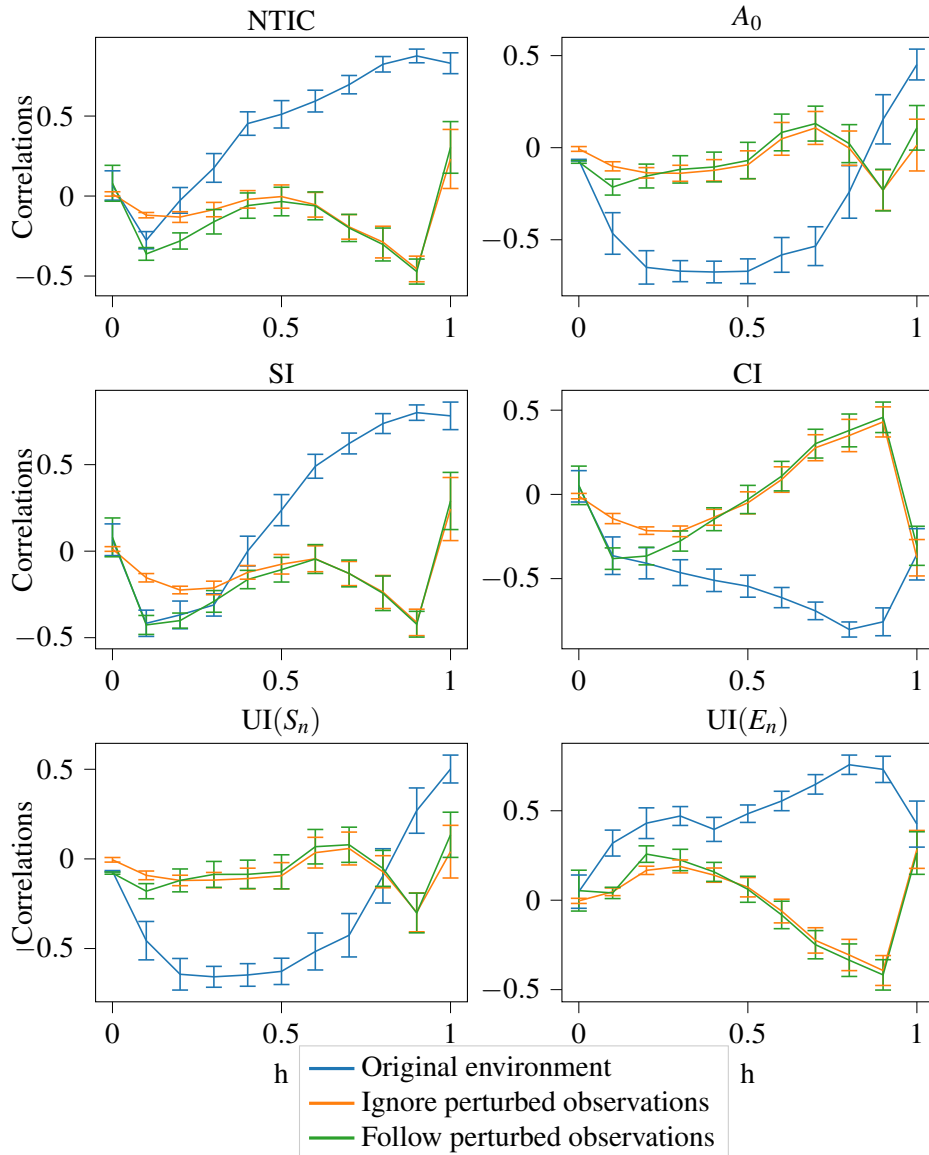 NTIC
A₀
Correlations
0.5
0
−0.5
0.5
0
−0.5
0
0.5
1
0
0.5
1
SI
CI
Correlations
0.5
0
−0.5
0.5
0
−0.5
0
0.5
1
0
0.5
1
UI(Sₙ)
UI(Eₙ)
Correlations
0.5
0
−0.5
0.5
0
−0.5
0
0.5
1
0
0.5
1
h
h
Original environment
Ignore perturbed observations
Follow perturbed observations